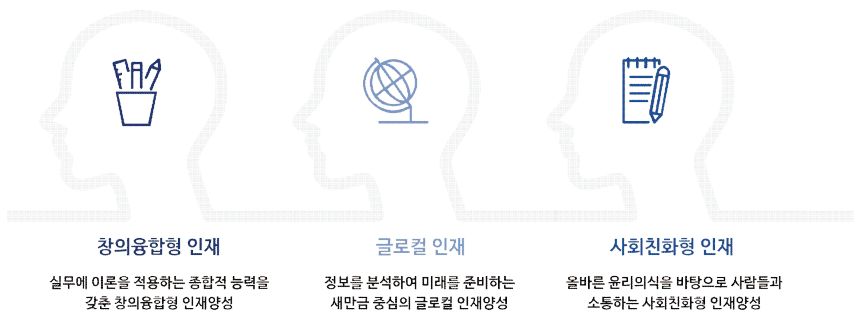 창의융합형 인재
실무에 이론을 적용하는 종합적 능력을
갖춘 창의융합형 인재양성
글로컬 인재
정보를 분석하여 미래를 준비하는
새만금 중심의 글로컬 인재양성
사회친화형 인재
올바른 윤리의식을 바탕으로 사람들과
소통하는 사회친화형 인재양성